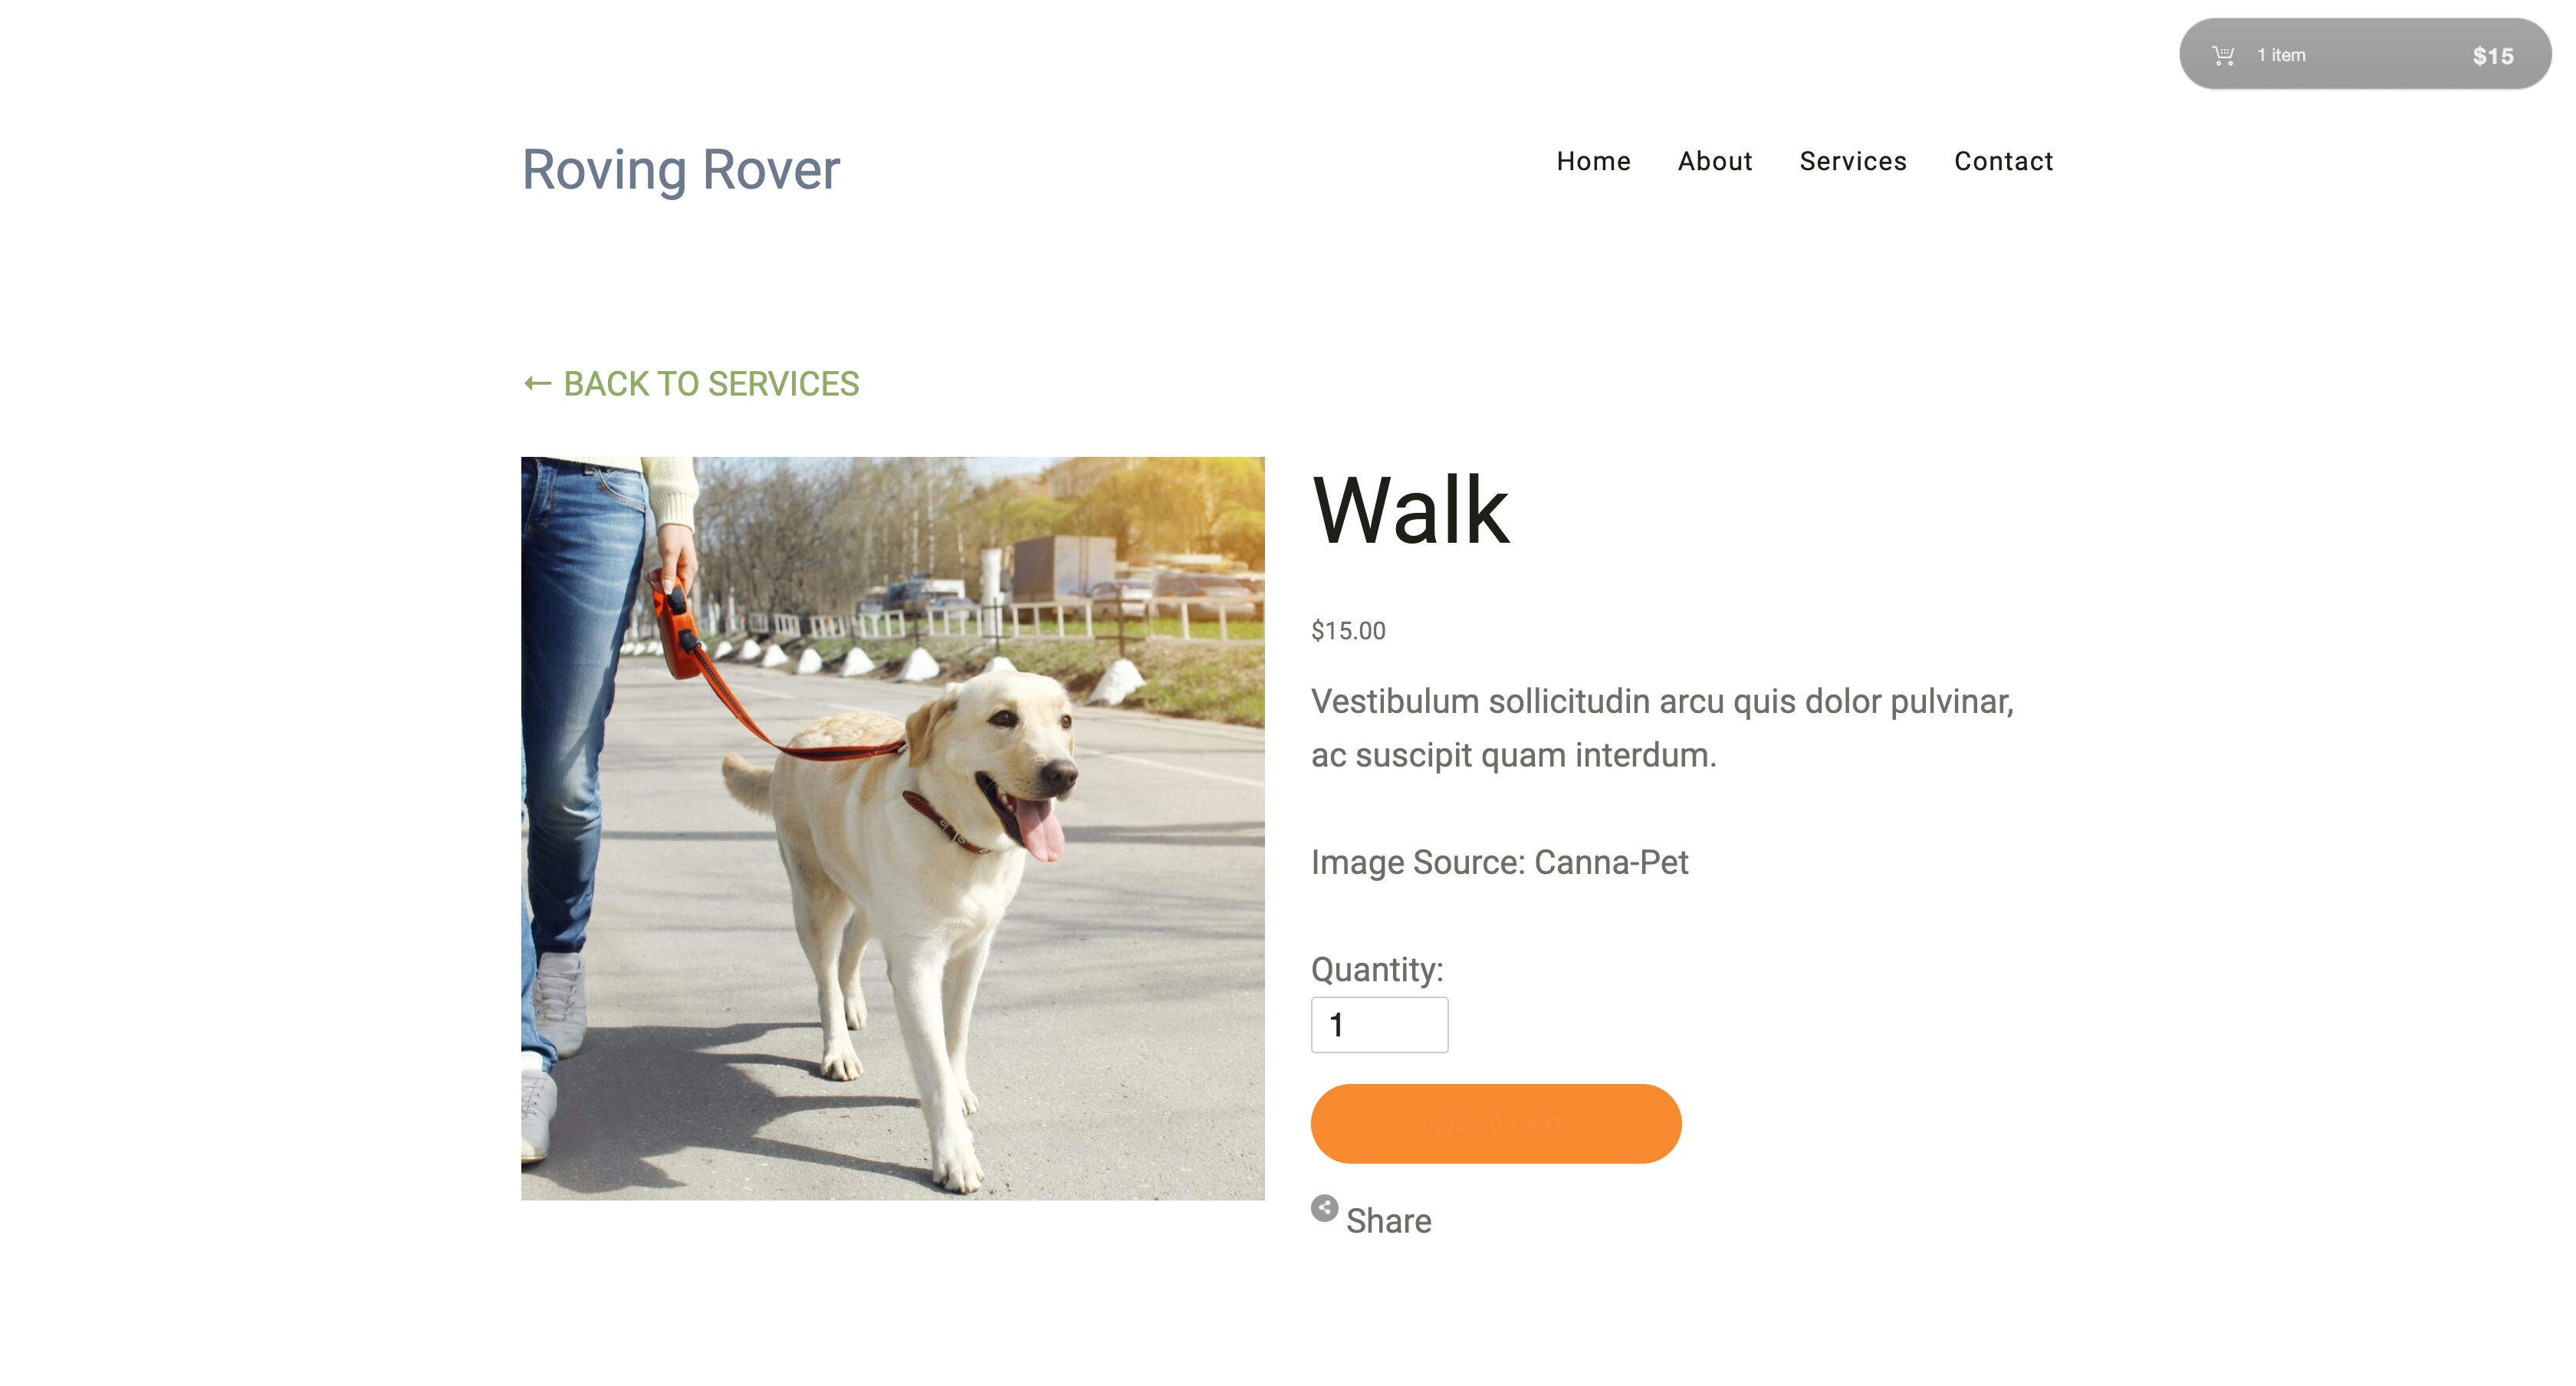 1 item $15
Roving Rover
Home About Services Contact
← BACK TO SERVICES
Walk
$15.00
Vestibulum sollicitudin arcu quis dolor pulvinar,
ac suscipit quam interdum.
Image Source: Canna-Pet
Quantity:
1
Share